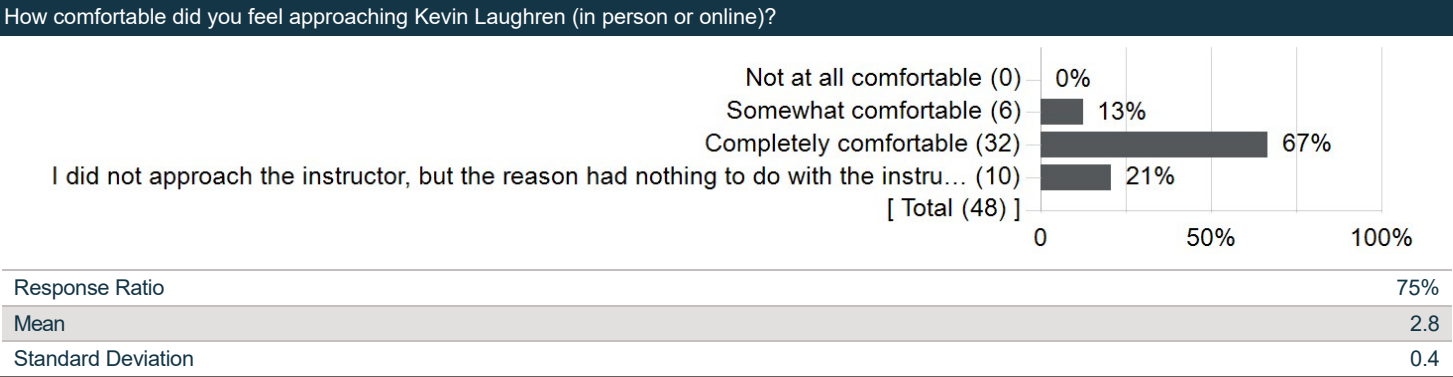 How comfortable did you feel approaching Kevin Laughren (in person or online)?
Not at all comfortable (0) 0%
Somewhat comfortable (6) 13%
Completely comfortable (32) 67%
I did not approach the instructor, but the reason had nothing to do with the instru... (10) 21%
[ Total (48) ]
0 50% 100%
Response Ratio 75%
Mean 2.8
Standard Deviation 0.4